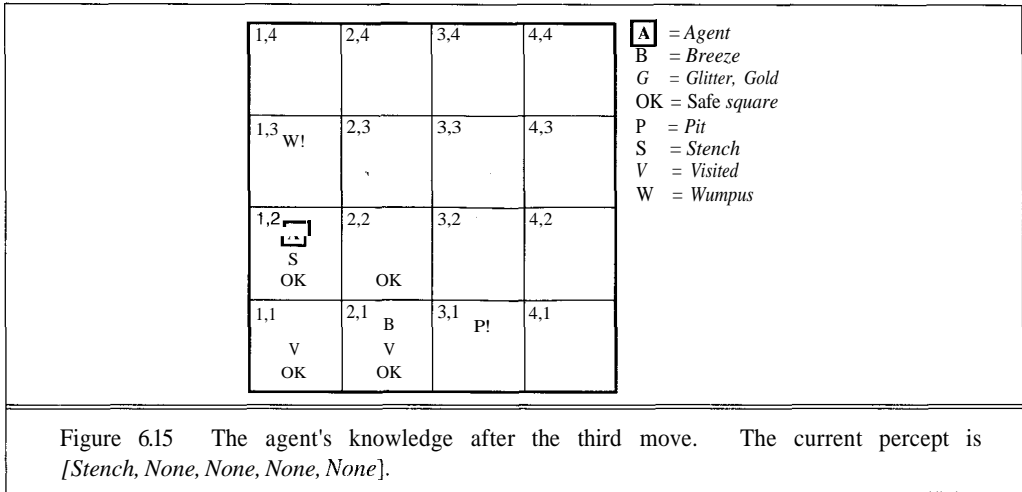 1,4 2,4 3,4 4,4
A = Agent
B = Breeze
G = Glitter, Gold
OK = Safe square
P = Pit
S = Stench
V = Visited
W = Wumpus
1,3 W! 2,3 3,3 4,3
1,2 2,2 3,2 4,2
A
S
OK OK
1,1 2,1 B 3,1 P! 4,1
V V
OK OK
Figure 6.15 The agent's knowledge after the third move. The current percept is
[Stench, None, None, None, None].